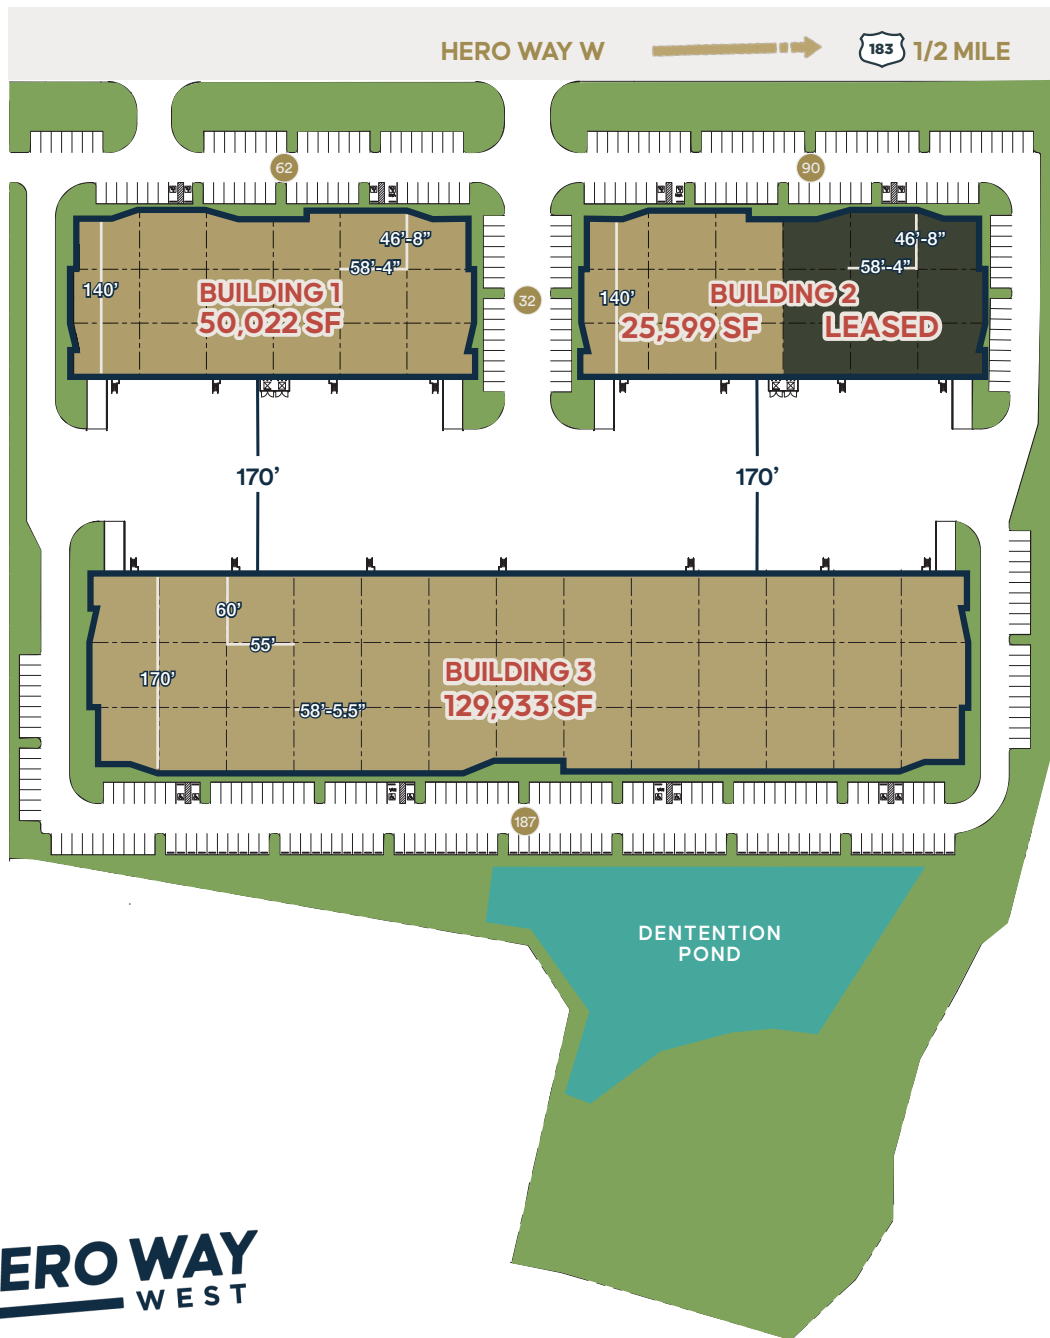 HERO WAY W
183
1/2 MILE
62
90
46'-8"
58'-4"
140'
BUILDING 1
50,022 SF
32
46'-8"
58'-4"
140'
BUILDING 2
25,599 SF
LEASED
170'
170'
60'
55'
170'
58'-5.5"
BUILDING 3
129,933 SF
187
DENTENTION
POND
ERO WAY
WEST